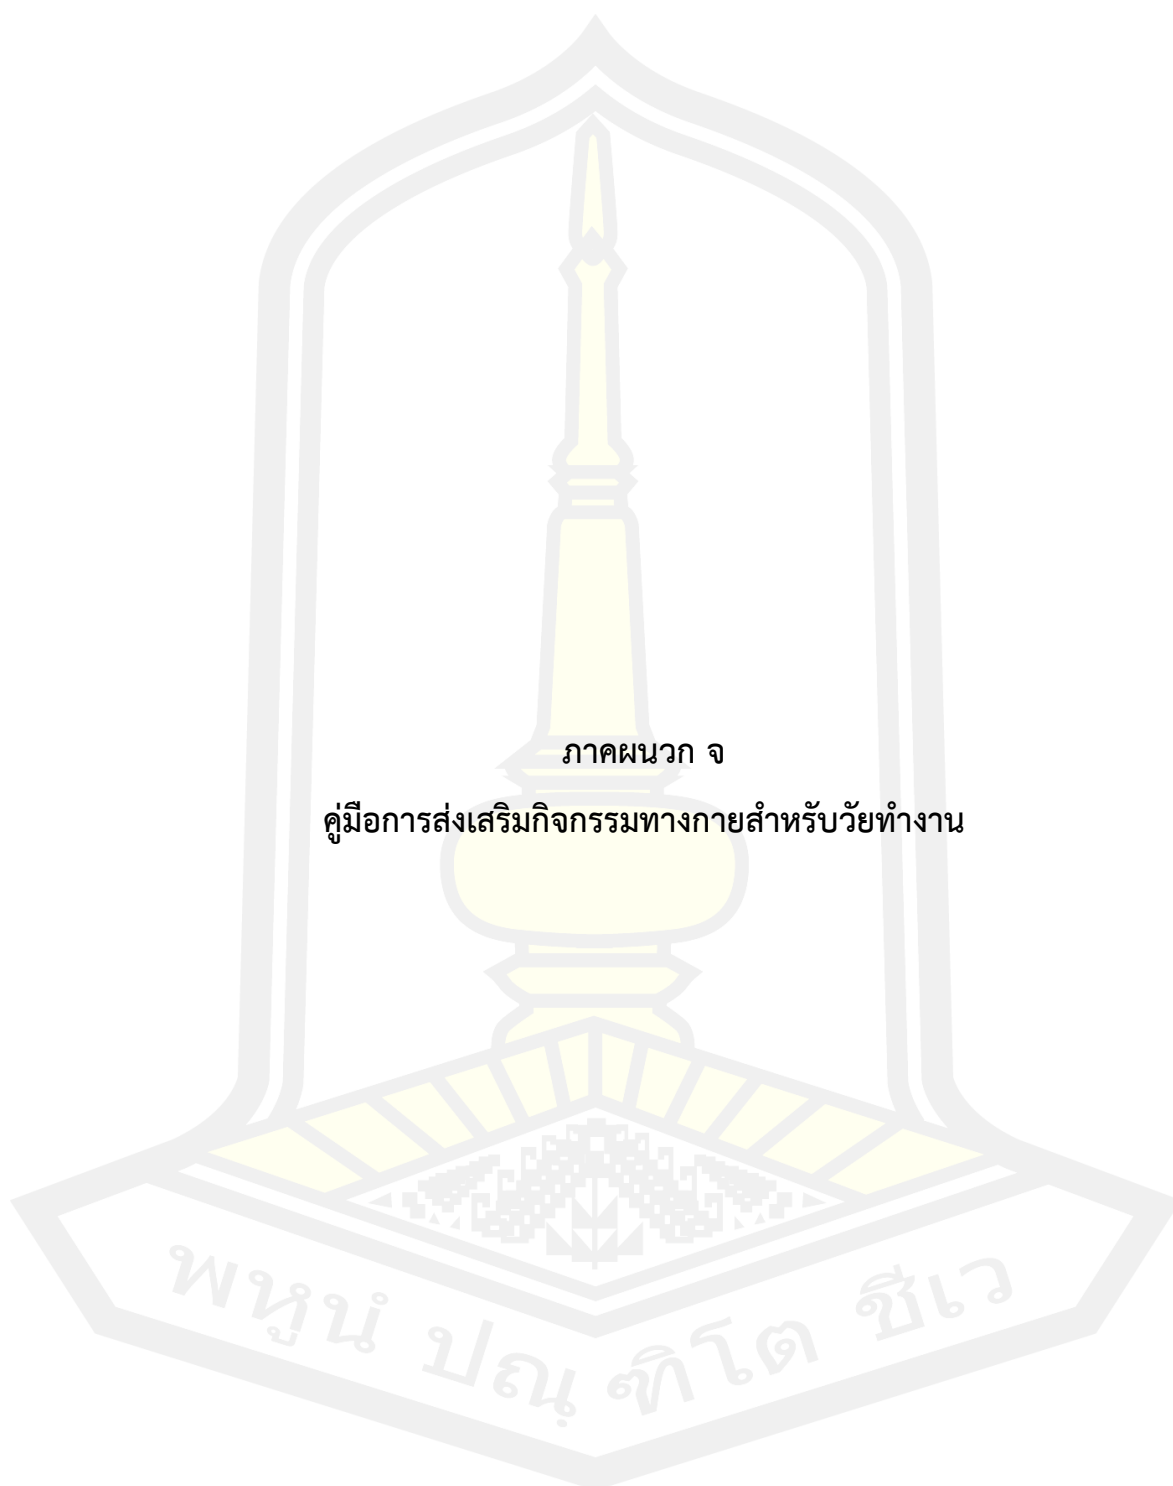 ภาคผนวก จ
คู่มือการส่งเสริมกิจกรรมทางกายสำหรับวัยทำงาน
พหูนํ ปณฺฑิโต ชีเว